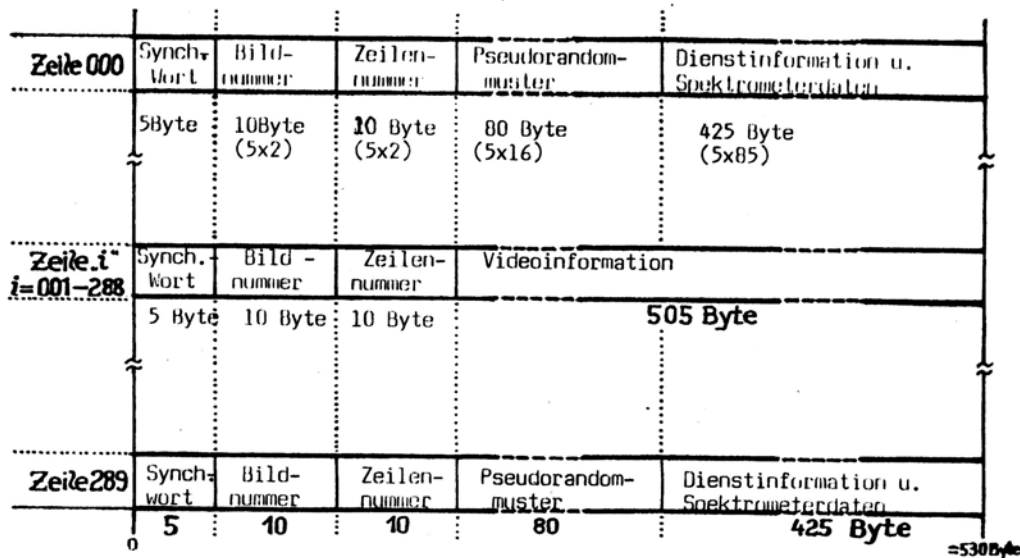 Zeile 000
Synch-
Wort
Bild-
nummer
Zeilen-
nummer
Pseudorandom-
muster
Dienstinformation u.
Spektrometerdaten
5Byte
10Byte
(5x2)
10 Byte
(5x2)
80 Byte
(5x16)
425 Byte
(5x85)
Zeile.i"
i=001-288
Synch.-
Wort
Bild -
nummer
Zeilen-
nummer
Videoinformation
5 Byte
10 Byte
10 Byte
505 Byte
Zeile289
Synch-
wort
Bild-
nummer
Zeilen-
nummer
Pseudorandom-
muster
Dienstinformation u.
Spektrometerdaten
5
10
10
80
425 Byte
0
=530Byte